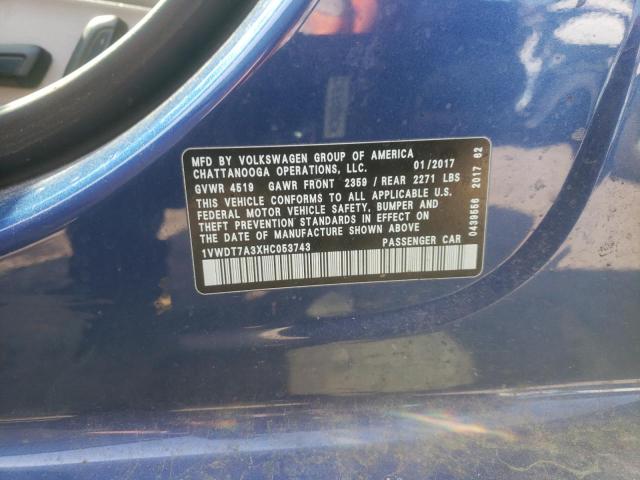 MFD BY VOLKSWAGEN GROUP OF AMERICA
CHATTANOOGA OPERATIONS, LLC. 01/2017
GVWR 4519 GAWR FRONT 2359 / REAR 2271 LBS
THIS VEHICLE CONFORMS TO ALL APPLICABLE U.S.
FEDERAL MOTOR VEHICLE SAFETY, BUMPER AND
THEFT PREVENTION STANDARDS IN EFFECT ON
THE DATE OF MANUFACTURE SHOWN ABOVE
1VWDT7A3XHC053743 PASSENGER CAR
0439556 2017 02